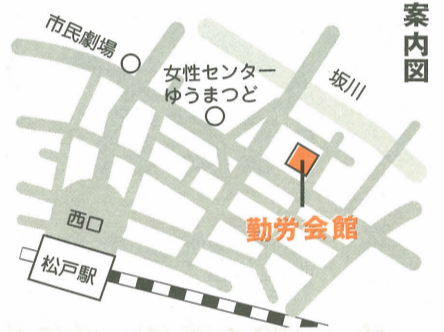 案内図
市民劇場
女性センター
ゆうまつど
坂川
勤労会館
西口
松戸駅